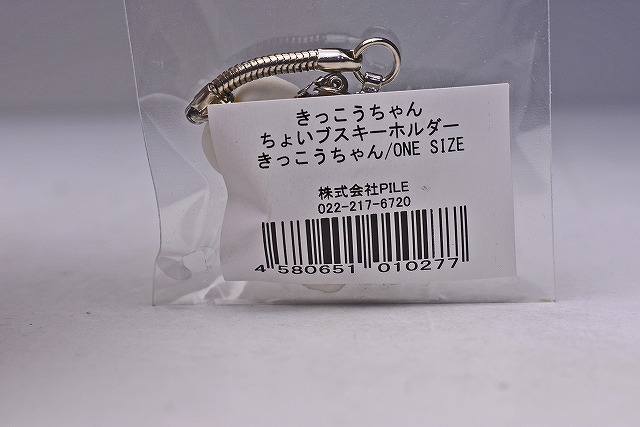 きっこうちゃん
ちょいブスキーホルダー
きっこうちゃん/ONE SIZE
株式会社PILE
022-217-6720
4 580651 010277